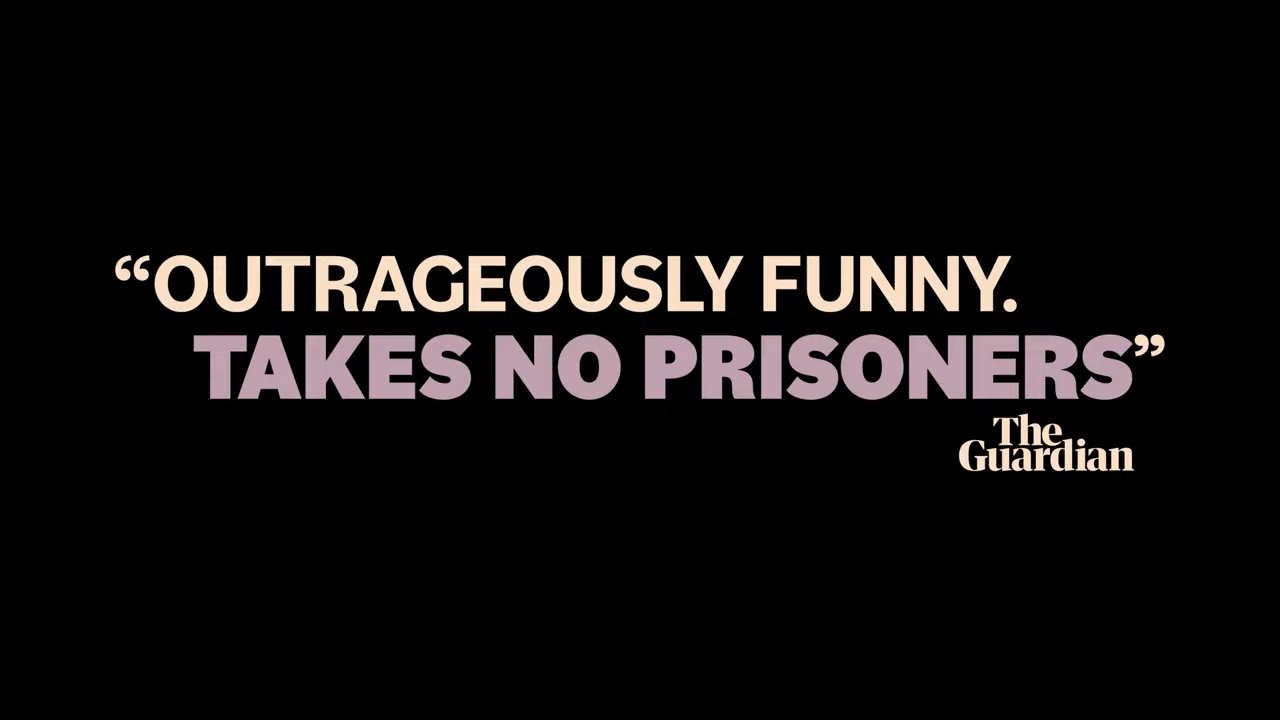 “OUTRAGEOUSLY FUNNY.
TAKES NO PRISONERS”
The
Guardian